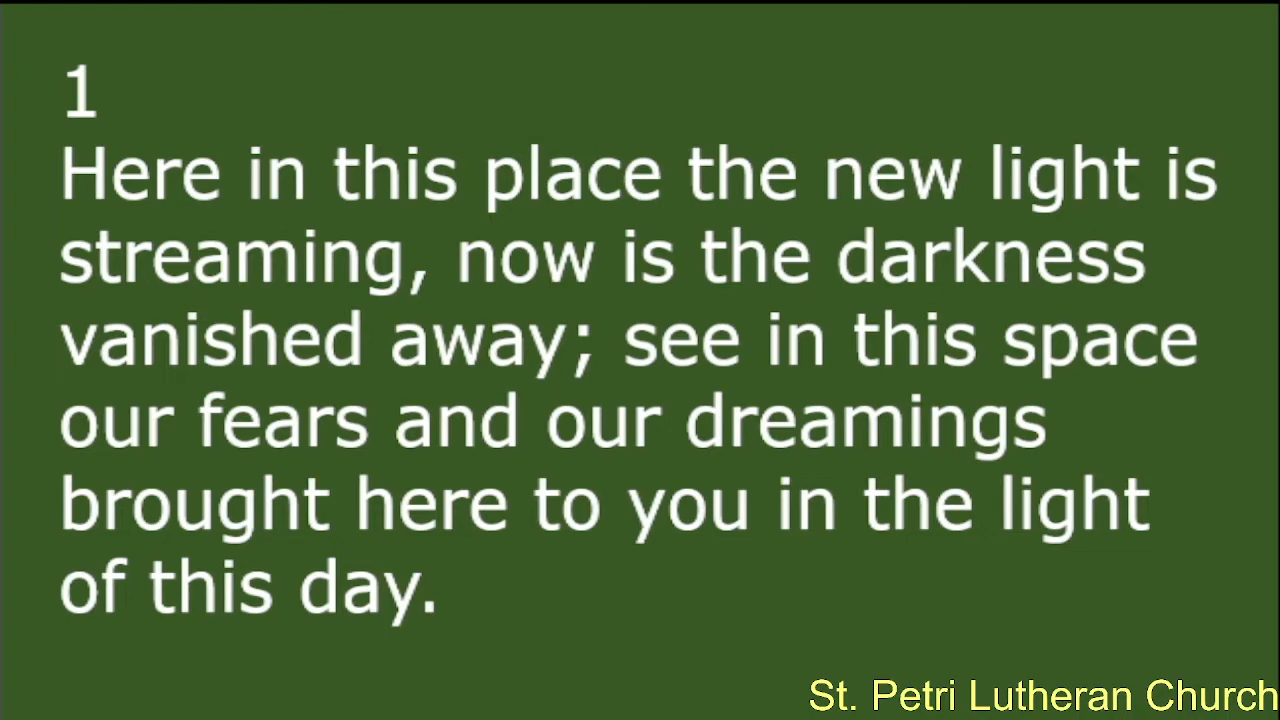 1
Here in this place the new light is
streaming, now is the darkness
vanished away; see in this space
our fears and our dreamings
brought here to you in the light
of this day.
St. Petri Lutheran Church